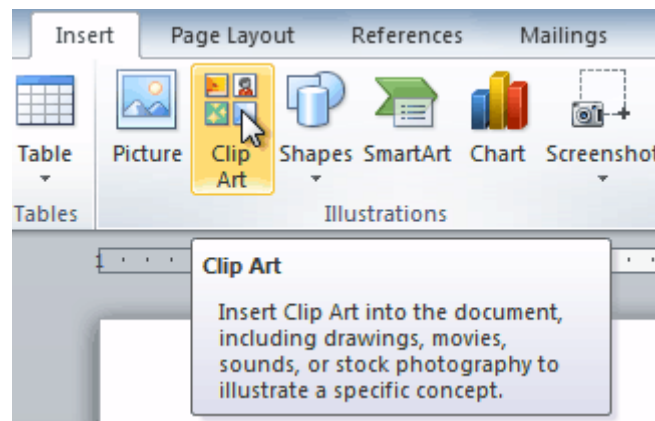 Insert Page Layout References Mailings
Table Picture Clip Art Shapes SmartArt Chart Screenshot
Tables Illustrations
1
Clip Art
Insert Clip Art into the document,
including drawings, movies,
sounds, or stock photography to
illustrate a specific concept.